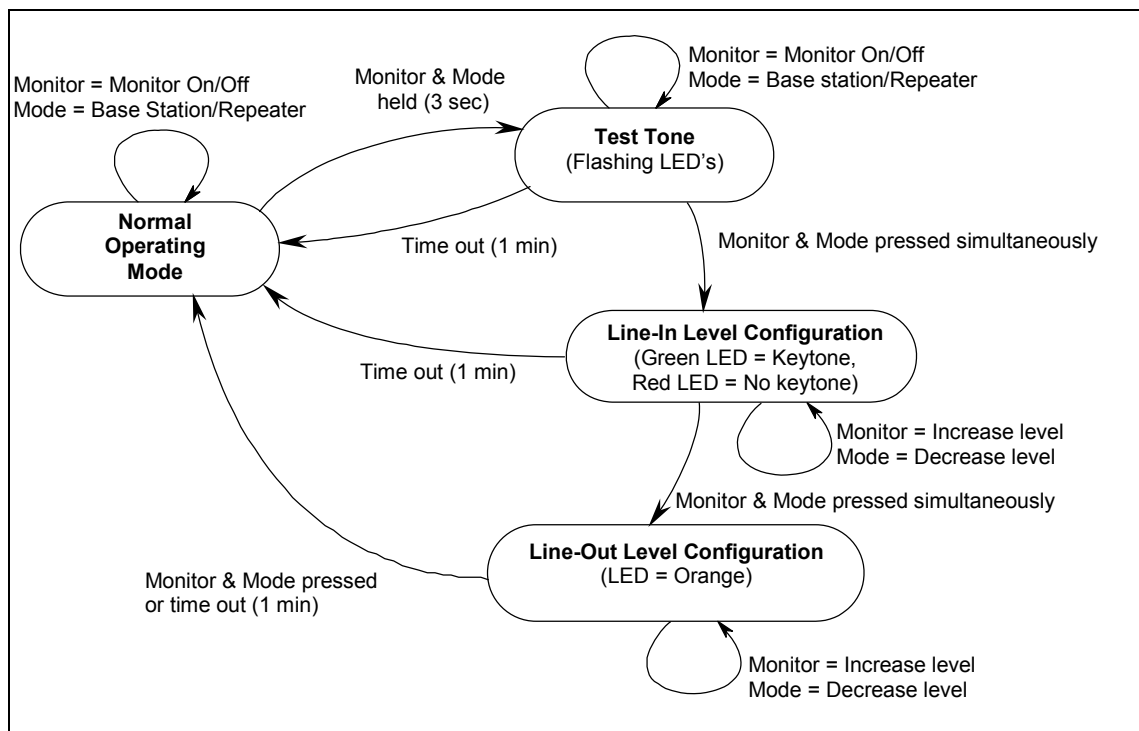 Monitor = Monitor On/Off
Mode = Base Station/Repeater
Monitor & Mode
held (3 sec)
Monitor = Monitor On/Off
Mode = Base station/Repeater
Test Tone
(Flashing LED's)
Normal
Operating
Mode
Time out (1 min)
Monitor & Mode pressed simultaneously
Line-In Level Configuration
(Green LED = Keytone,
Red LED = No keytone)
Time out (1 min)
Monitor = Increase level
Mode = Decrease level
Monitor & Mode pressed simultaneously
Line-Out Level Configuration
(LED = Orange)
Monitor & Mode pressed
or time out (1 min)
Monitor = Increase level
Mode = Decrease level